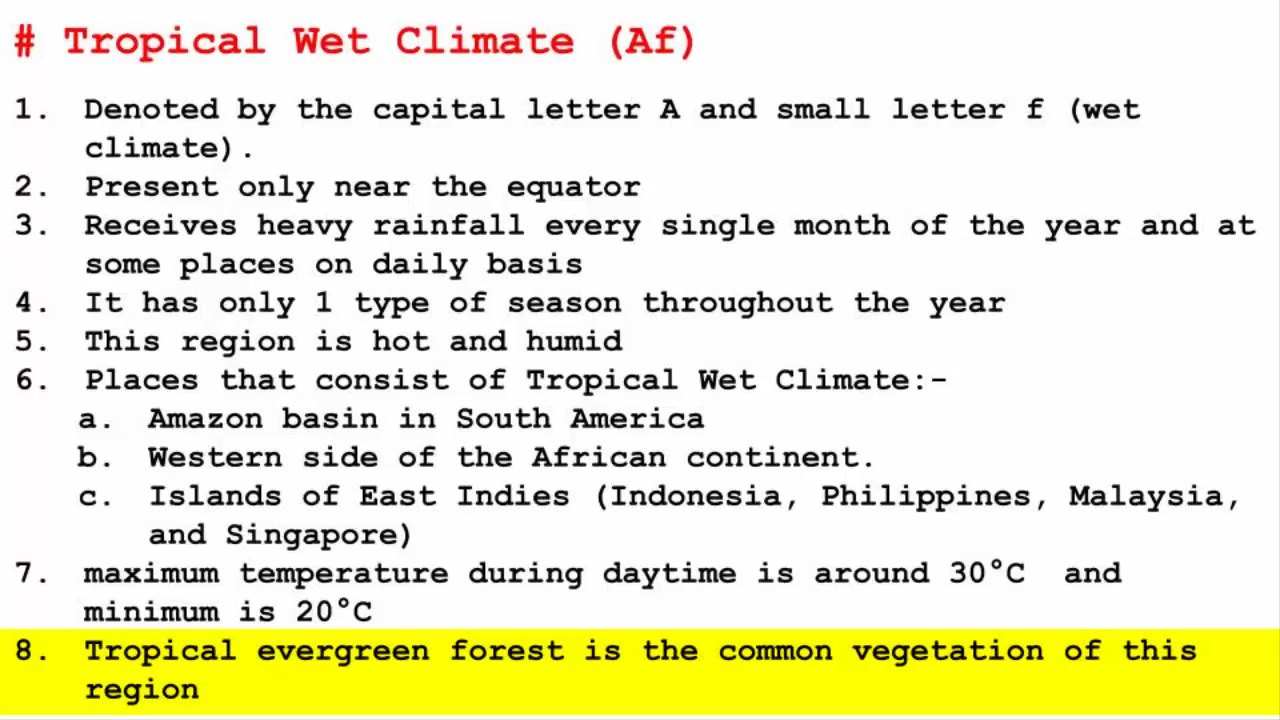 # Tropical Wet Climate (Af)
1. Denoted by the capital letter A and small letter f (wet
climate).
2. Present only near the equator
3. Receives heavy rainfall every single month of the year and at
some places on daily basis
4. It has only 1 type of season throughout the year
5. This region is hot and humid
6. Places that consist of Tropical Wet Climate:-
a. Amazon basin in South America
b. Western side of the African continent.
c. Islands of East Indies (Indonesia, Philippines, Malaysia,
and Singapore)
7. maximum temperature during daytime is around 30°C and
minimum is 20°C
8. Tropical evergreen forest is the common vegetation of this
region